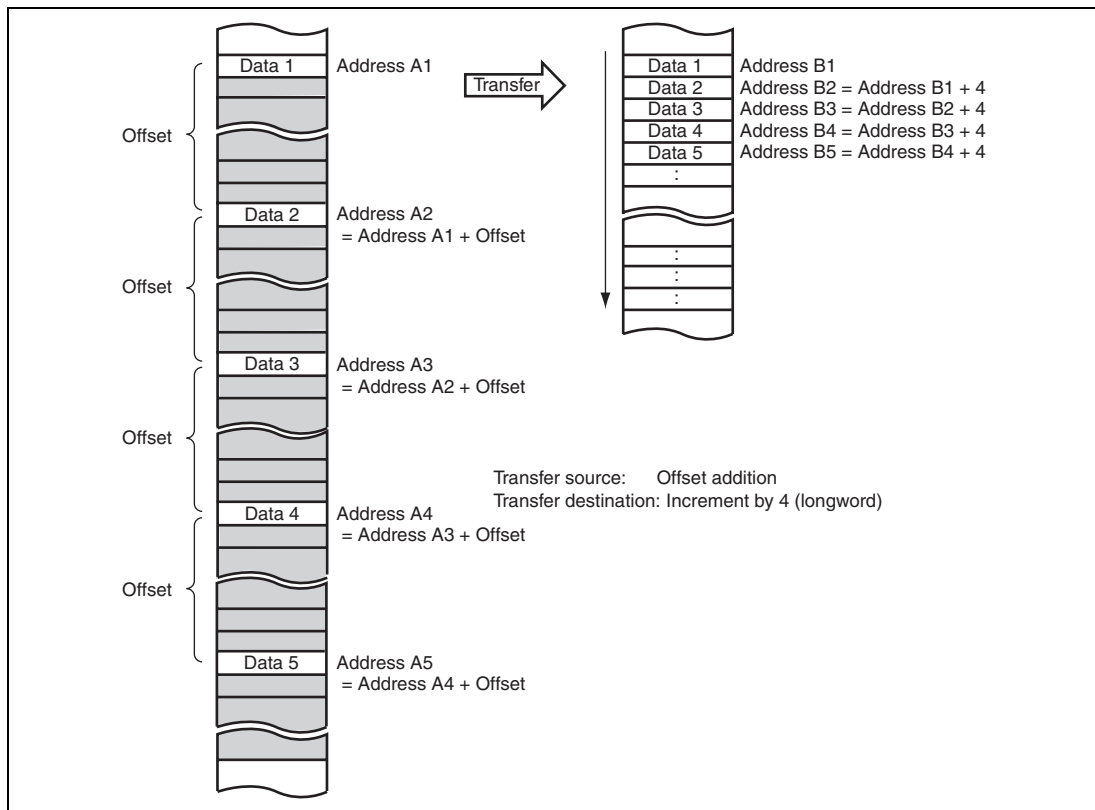 Data 1 Address A1
Offset
Data 2 Address A2
= Address A1 + Offset
Offset
Data 3 Address A3
= Address A2 + Offset
Offset
Data 4 Address A4
= Address A3 + Offset
Offset
Data 5 Address A5
= Address A4 + Offset
Transfer
Data 1 Address B1
Data 2 Address B2 = Address B1 + 4
Data 3 Address B3 = Address B2 + 4
Data 4 Address B4 = Address B3 + 4
Data 5 Address B5 = Address B4 + 4
:
:
:
:
Transfer source: Offset addition
Transfer destination: Increment by 4 (longword)